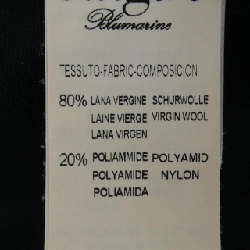 Blumarine
TESSUTO-FABRIC-COMPOSICION
80% LANA VERGINE SCHURWOLLE
LAINE VIERGE VIRGIN WOOL
LANA VIRGEN
20% POLIAMMIDE POLYAMID
POLYAMIDE NYLON
POLIAMIDA